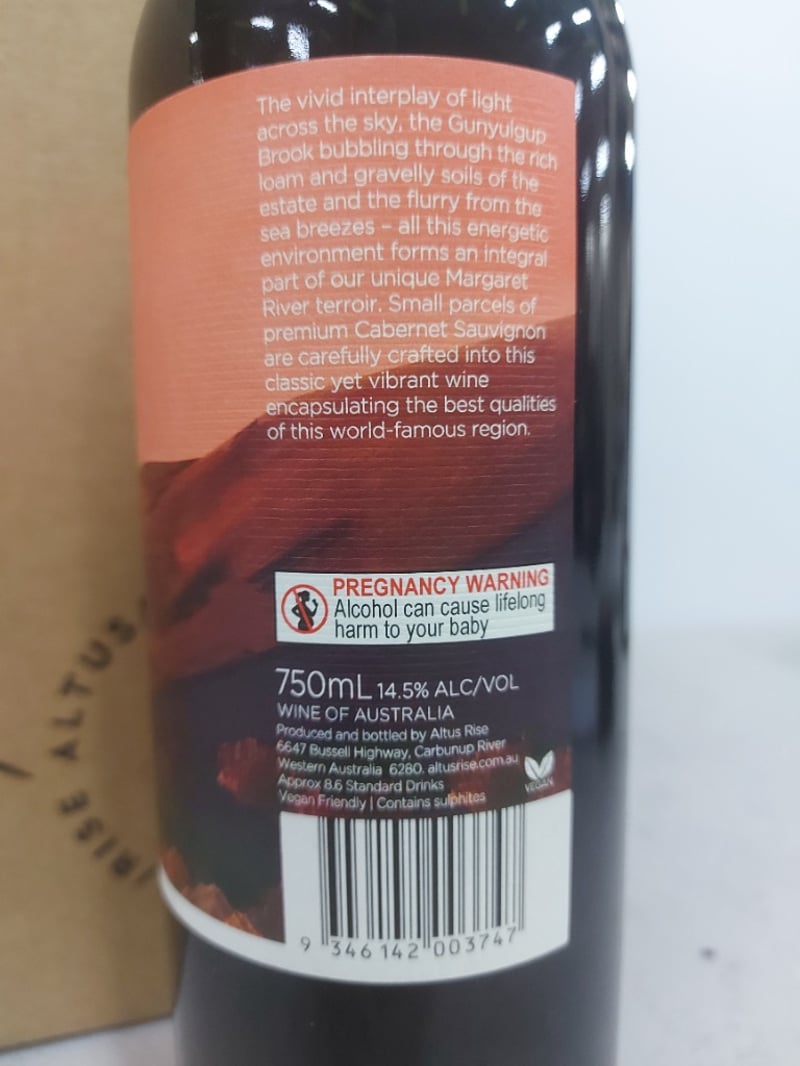 The vivid interplay of light
across the sky, the Gunyulgup
Brook bubbling through the rich
loam and gravelly soils of the
estate and the flurry from the
sea breezes – all this energetic
environment forms an integral
part of our unique Margaret
River terroir. Small parcels of
premium Cabernet Sauvignon
are carefully crafted into this
classic yet vibrant wine
encapsulating the best qualities
of this world-famous region.
PREGNANCY WARNING
Alcohol can cause lifelong
harm to your baby
750mL 14.5% ALC/VOL
WINE OF AUSTRALIA
Produced and bottled by Altus Rise
6647 Bussell Highway, Carbunup River
Western Australia 6280. altusrise.com.au
Approx 8.6 Standard Drinks
Vegan Friendly | Contains sulphites
VEGAN
9 346142 003747
ALTUS
RISE